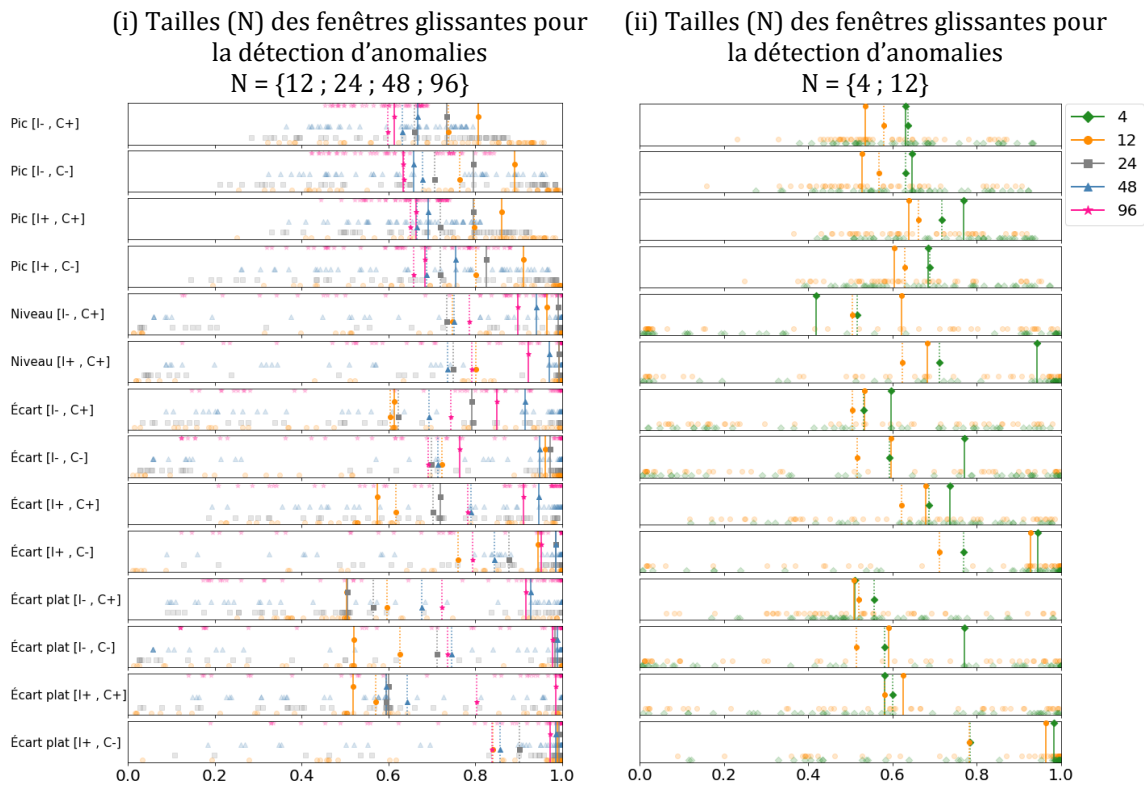 (i) Tailles (N) des fenêtres glissantes pour
la détection d’anomalies
N = {12 ; 24 ; 48 ; 96}
(ii) Tailles (N) des fenêtres glissantes pour
la détection d’anomalies
N = {4 ; 12}
Pic [I- , C+]
Pic [I- , C-]
Pic [I+ , C+]
Pic [I+ , C-]
Niveau [I- , C+]
Niveau [I+ , C+]
Écart [I- , C+]
Écart [I- , C-]
Écart [I+ , C+]
Écart [I+ , C-]
Écart plat [I- , C+]
Écart plat [I- , C-]
Écart plat [I+ , C+]
Écart plat [I+ , C-]
0.0 0.2 0.4 0.6 0.8 1.0
0.0 0.2 0.4 0.6 0.8 1.0
4
12
24
48
96